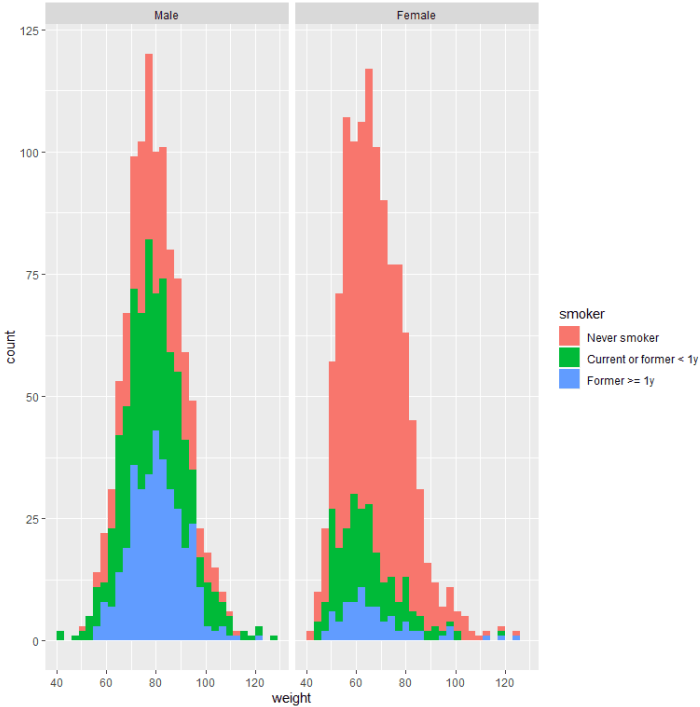 Male Female
125
100
75
50
25
0
count
40 60 80 100 120 40 60 80 100 120
weight
smoker
Never smoker
Current or former < 1y
Former >= 1y